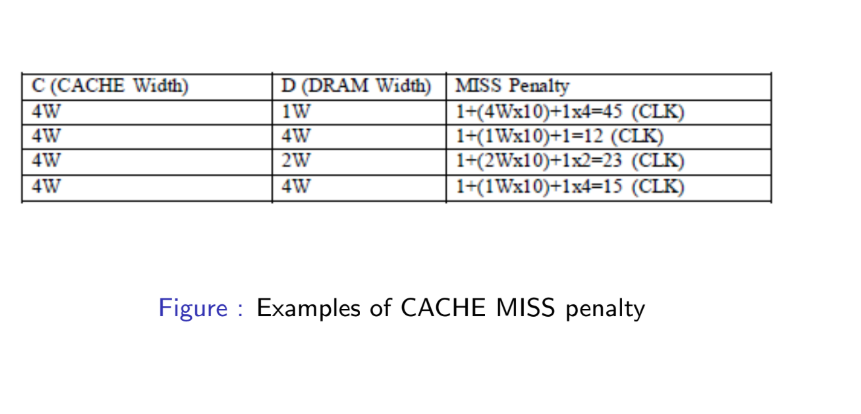 C (CACHE Width) D (DRAM Width) MISS Penalty
4W 1W 1+(4Wx10)+1x4=45 (CLK)
4W 4W 1+(1Wx10)+1=12 (CLK)
4W 2W 1+(2Wx10)+1x2=23 (CLK)
4W 4W 1+(1Wx10)+1x4=15 (CLK)
Figure : Examples of CACHE MISS penalty